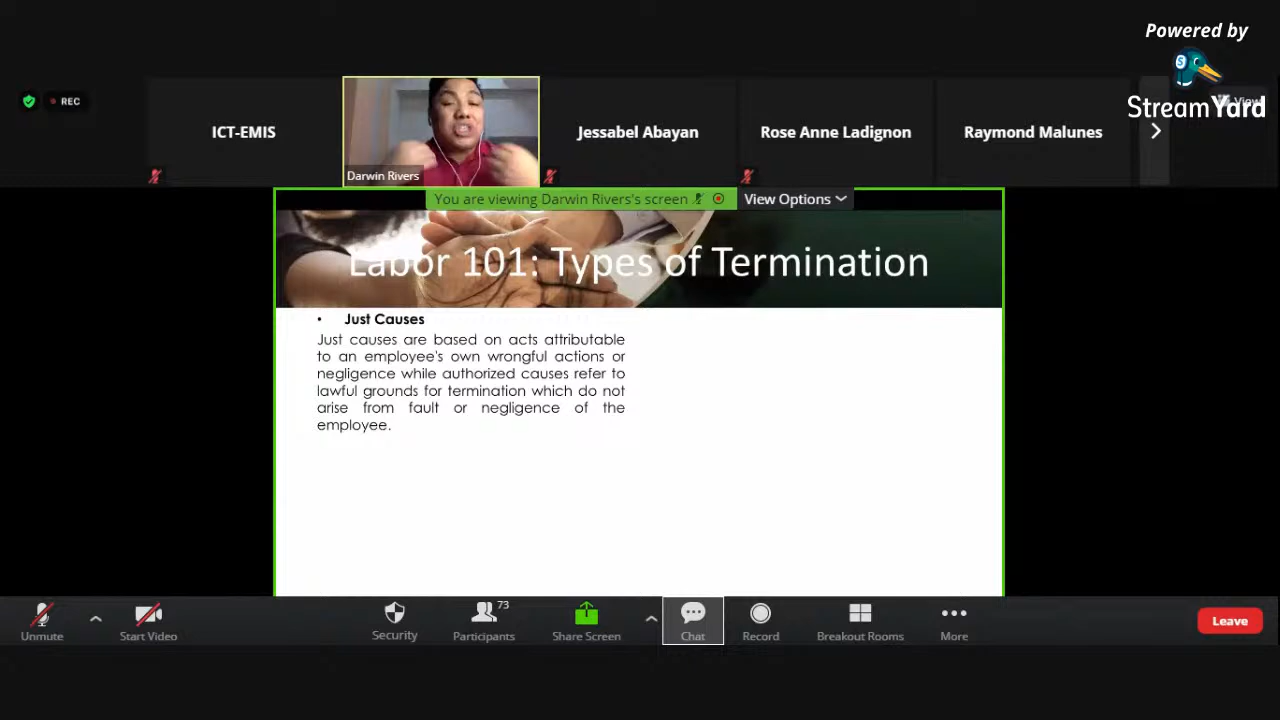 Powered by
StreamYard
REC
View
ICT-EMIS
Darwin Rivers
Jessabel Abayan
Rose Anne Ladignon
Raymond Malunes
You are viewing Darwin Rivers's screen
View Options
Labor 101: Types of Termination
• Just Causes
Just causes are based on acts attributable
to an employee's own wrongful actions or
negligence while authorized causes refer to
lawful grounds for termination which do not
arise from fault or negligence of the
employee.
Unmute
Start Video
Security
73
Participants
Share Screen
Chat
Record
Breakout Rooms
More
Leave